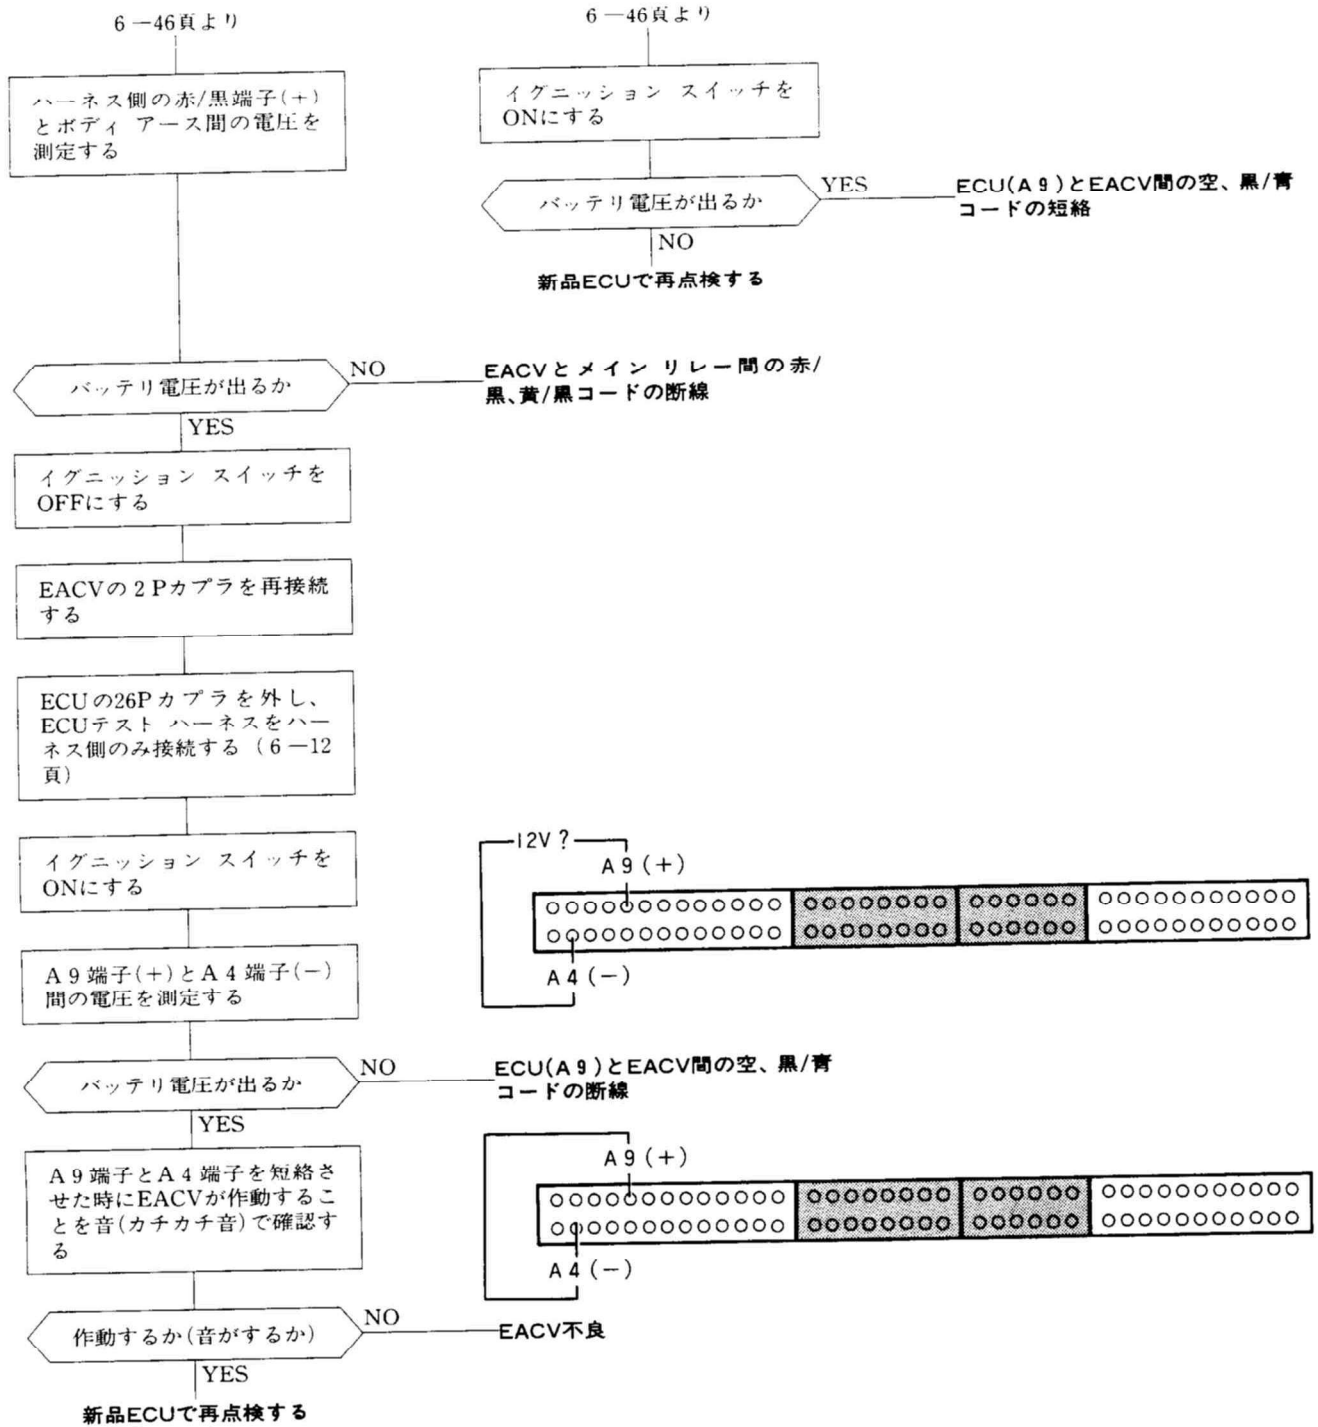 6－46頁より
ハーネス側の赤/黒端子(+)
とボディ アース間の電圧を
測定する
バッテリ電圧が出るか
NO
EACVとメイン リレー間の赤/
黒、黄/黒コードの断線
YES
イグニッション スイッチを
OFFにする
EACVの2Pカプラを再接続
する
ECUの26Pカプラを外し、
ECUテスト ハーネスをハー
ネス側のみ接続する（6－12
頁）
イグニッション スイッチを
ONにする
A9端子(+)とA4端子(−)
間の電圧を測定する
12V？
A9(+)
A4(−)
バッテリ電圧が出るか
NO
ECU(A9)とEACV間の空、黒/青
コードの断線
YES
A9端子とA4端子を短絡さ
せた時にEACVが作動するこ
とを音(カチカチ音)で確認す
る
A9(+)
A4(−)
作動するか(音がするか)
NO
EACV不良
YES
新品ECUで再点検する
6－46頁より
イグニッション スイッチを
ONにする
バッテリ電圧が出るか
YES
ECU(A9)とEACV間の空、黒/青
コードの短絡
NO
新品ECUで再点検する